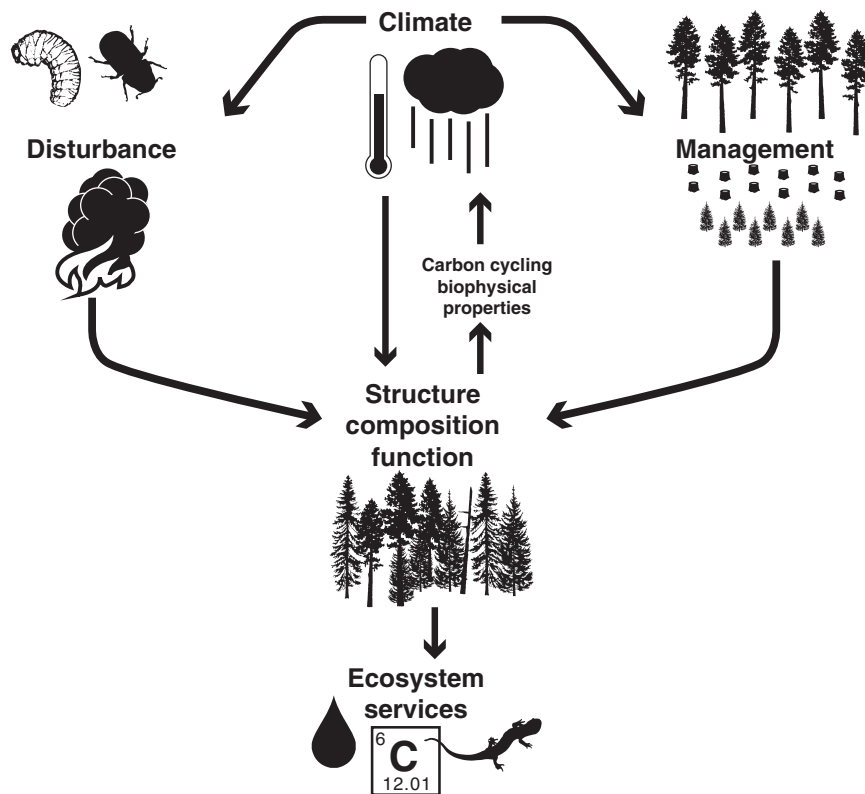 Climate
Disturbance
Management
Carbon cycling
biophysical
properties
Structure
composition
function
Ecosystem
services
6
C
12.01